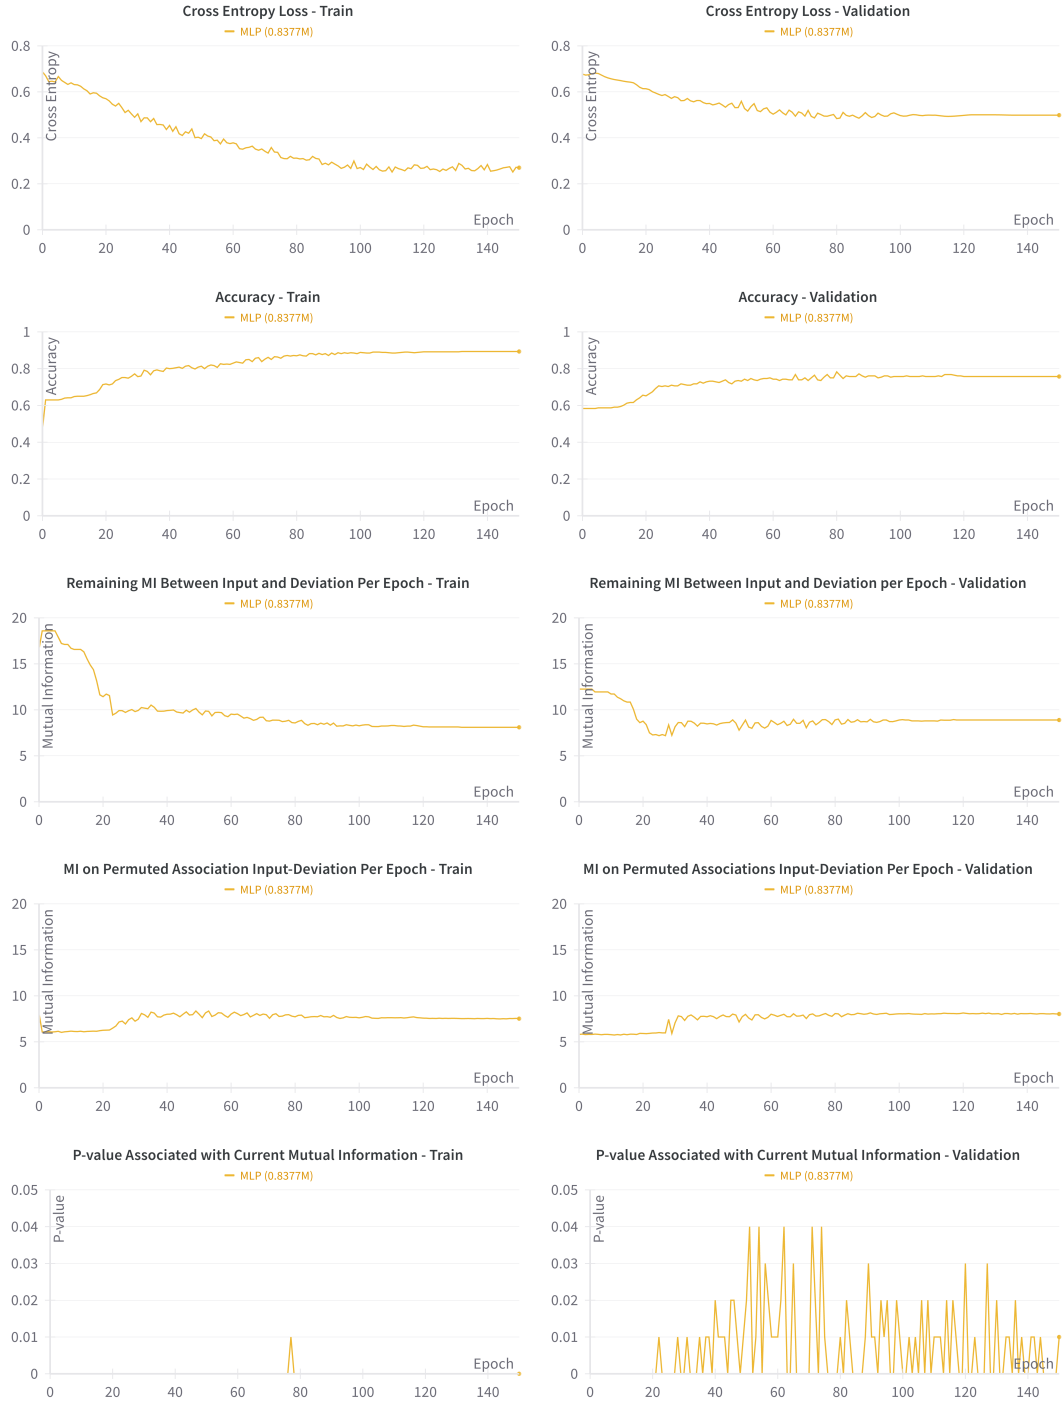 Cross Entropy Loss - Train
MLP (0.8377M)
Cross Entropy
0.8
0.6
0.4
0.2
0
Epoch
0 20 40 60 80 100 120 140
Cross Entropy Loss - Validation
MLP (0.8377M)
Cross Entropy
0.8
0.6
0.4
0.2
0
Epoch
0 20 40 60 80 100 120 140
Accuracy - Train
MLP (0.8377M)
Accuracy
1
0.8
0.6
0.4
0.2
0
Epoch
0 20 40 60 80 100 120 140
Accuracy - Validation
MLP (0.8377M)
Accuracy
1
0.8
0.6
0.4
0.2
0
Epoch
0 20 40 60 80 100 120 140
Remaining MI Between Input and Deviation Per Epoch - Train
MLP (0.8377M)
Mutual Information
20
15
10
5
0
Epoch
0 20 40 60 80 100 120 140
Remaining MI Between Input and Deviation per Epoch - Validation
MLP (0.8377M)
Mutual Information
20
15
10
5
0
Epoch
0 20 40 60 80 100 120 140
MI on Permuted Association Input-Deviation Per Epoch - Train
MLP (0.8377M)
Mutual Information
20
15
10
5
0
Epoch
0 20 40 60 80 100 120 140
MI on Permuted Associations Input-Deviation Per Epoch - Validation
MLP (0.8377M)
Mutual Information
20
15
10
5
0
Epoch
0 20 40 60 80 100 120 140
P-value Associated with Current Mutual Information - Train
MLP (0.8377M)
P-value
0.05
0.04
0.03
0.02
0.01
0
Epoch
0 20 40 60 80 100 120 140
P-value Associated with Current Mutual Information - Validation
MLP (0.8377M)
P-value
0.05
0.04
0.03
0.02
0.01
0
Epoch
0 20 40 60 80 100 120 140